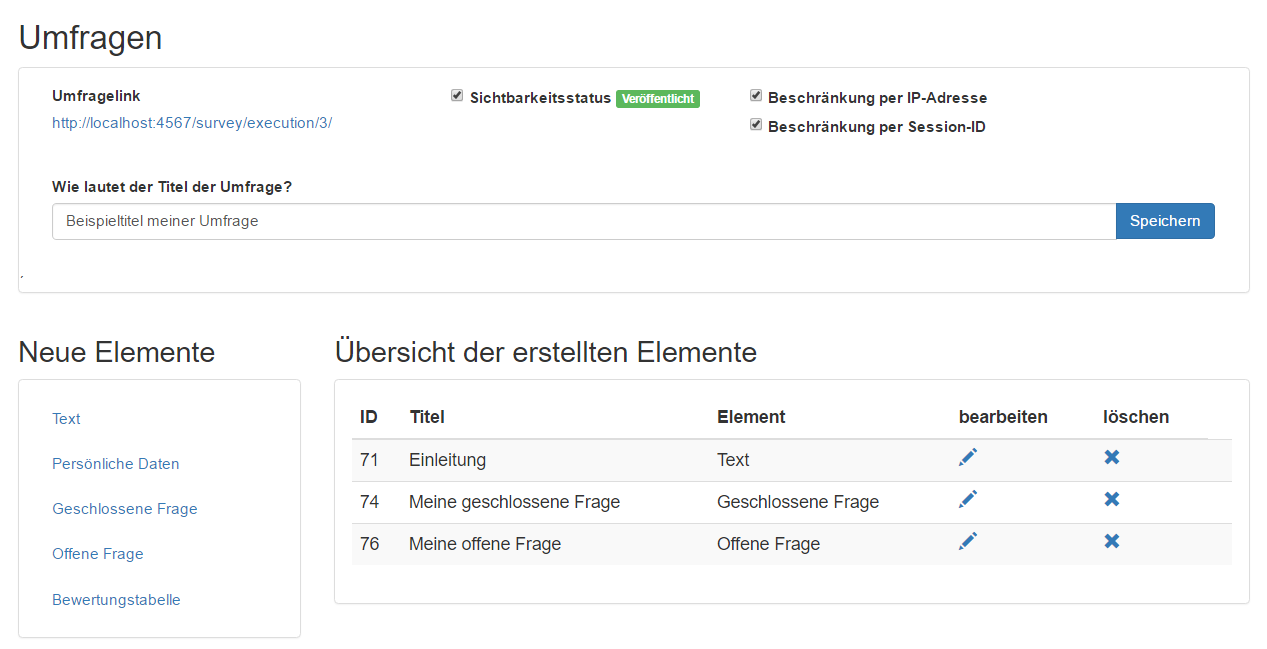 Umfragen
Umfragelink
http://localhost:4567/survey/execution/3/
Sichtbarkeitsstatus Veröffentlicht
Beschränkung per IP-Adresse
Beschränkung per Session-ID
Wie lautet der Titel der Umfrage?
Beispieltitel meiner Umfrage Speichern
´
Neue Elemente
Text
Persönliche Daten
Geschlossene Frage
Offene Frage
Bewertungstabelle
Übersicht der erstellten Elemente
ID Titel Element bearbeiten löschen
71 Einleitung Text
74 Meine geschlossene Frage Geschlossene Frage
76 Meine offene Frage Offene Frage